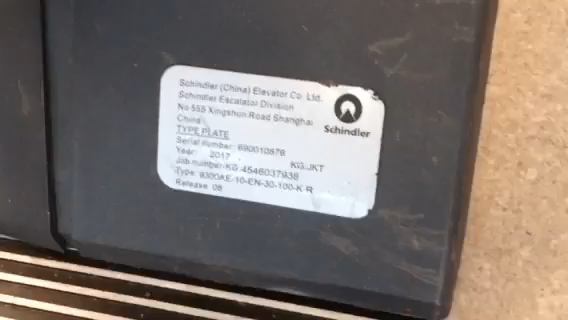 Schindler (China) Elevator Co. Ltd.
Schindler Escalator Division
No 555 Xingshun Road Shanghai
China
Schindler
TYPE PLATE
Serial number: 690010876
Year: 2017 KG:JKT
Job-number-KG:4546037938
Type: 9300AE-10-EN-30-100-K-R
Release 08